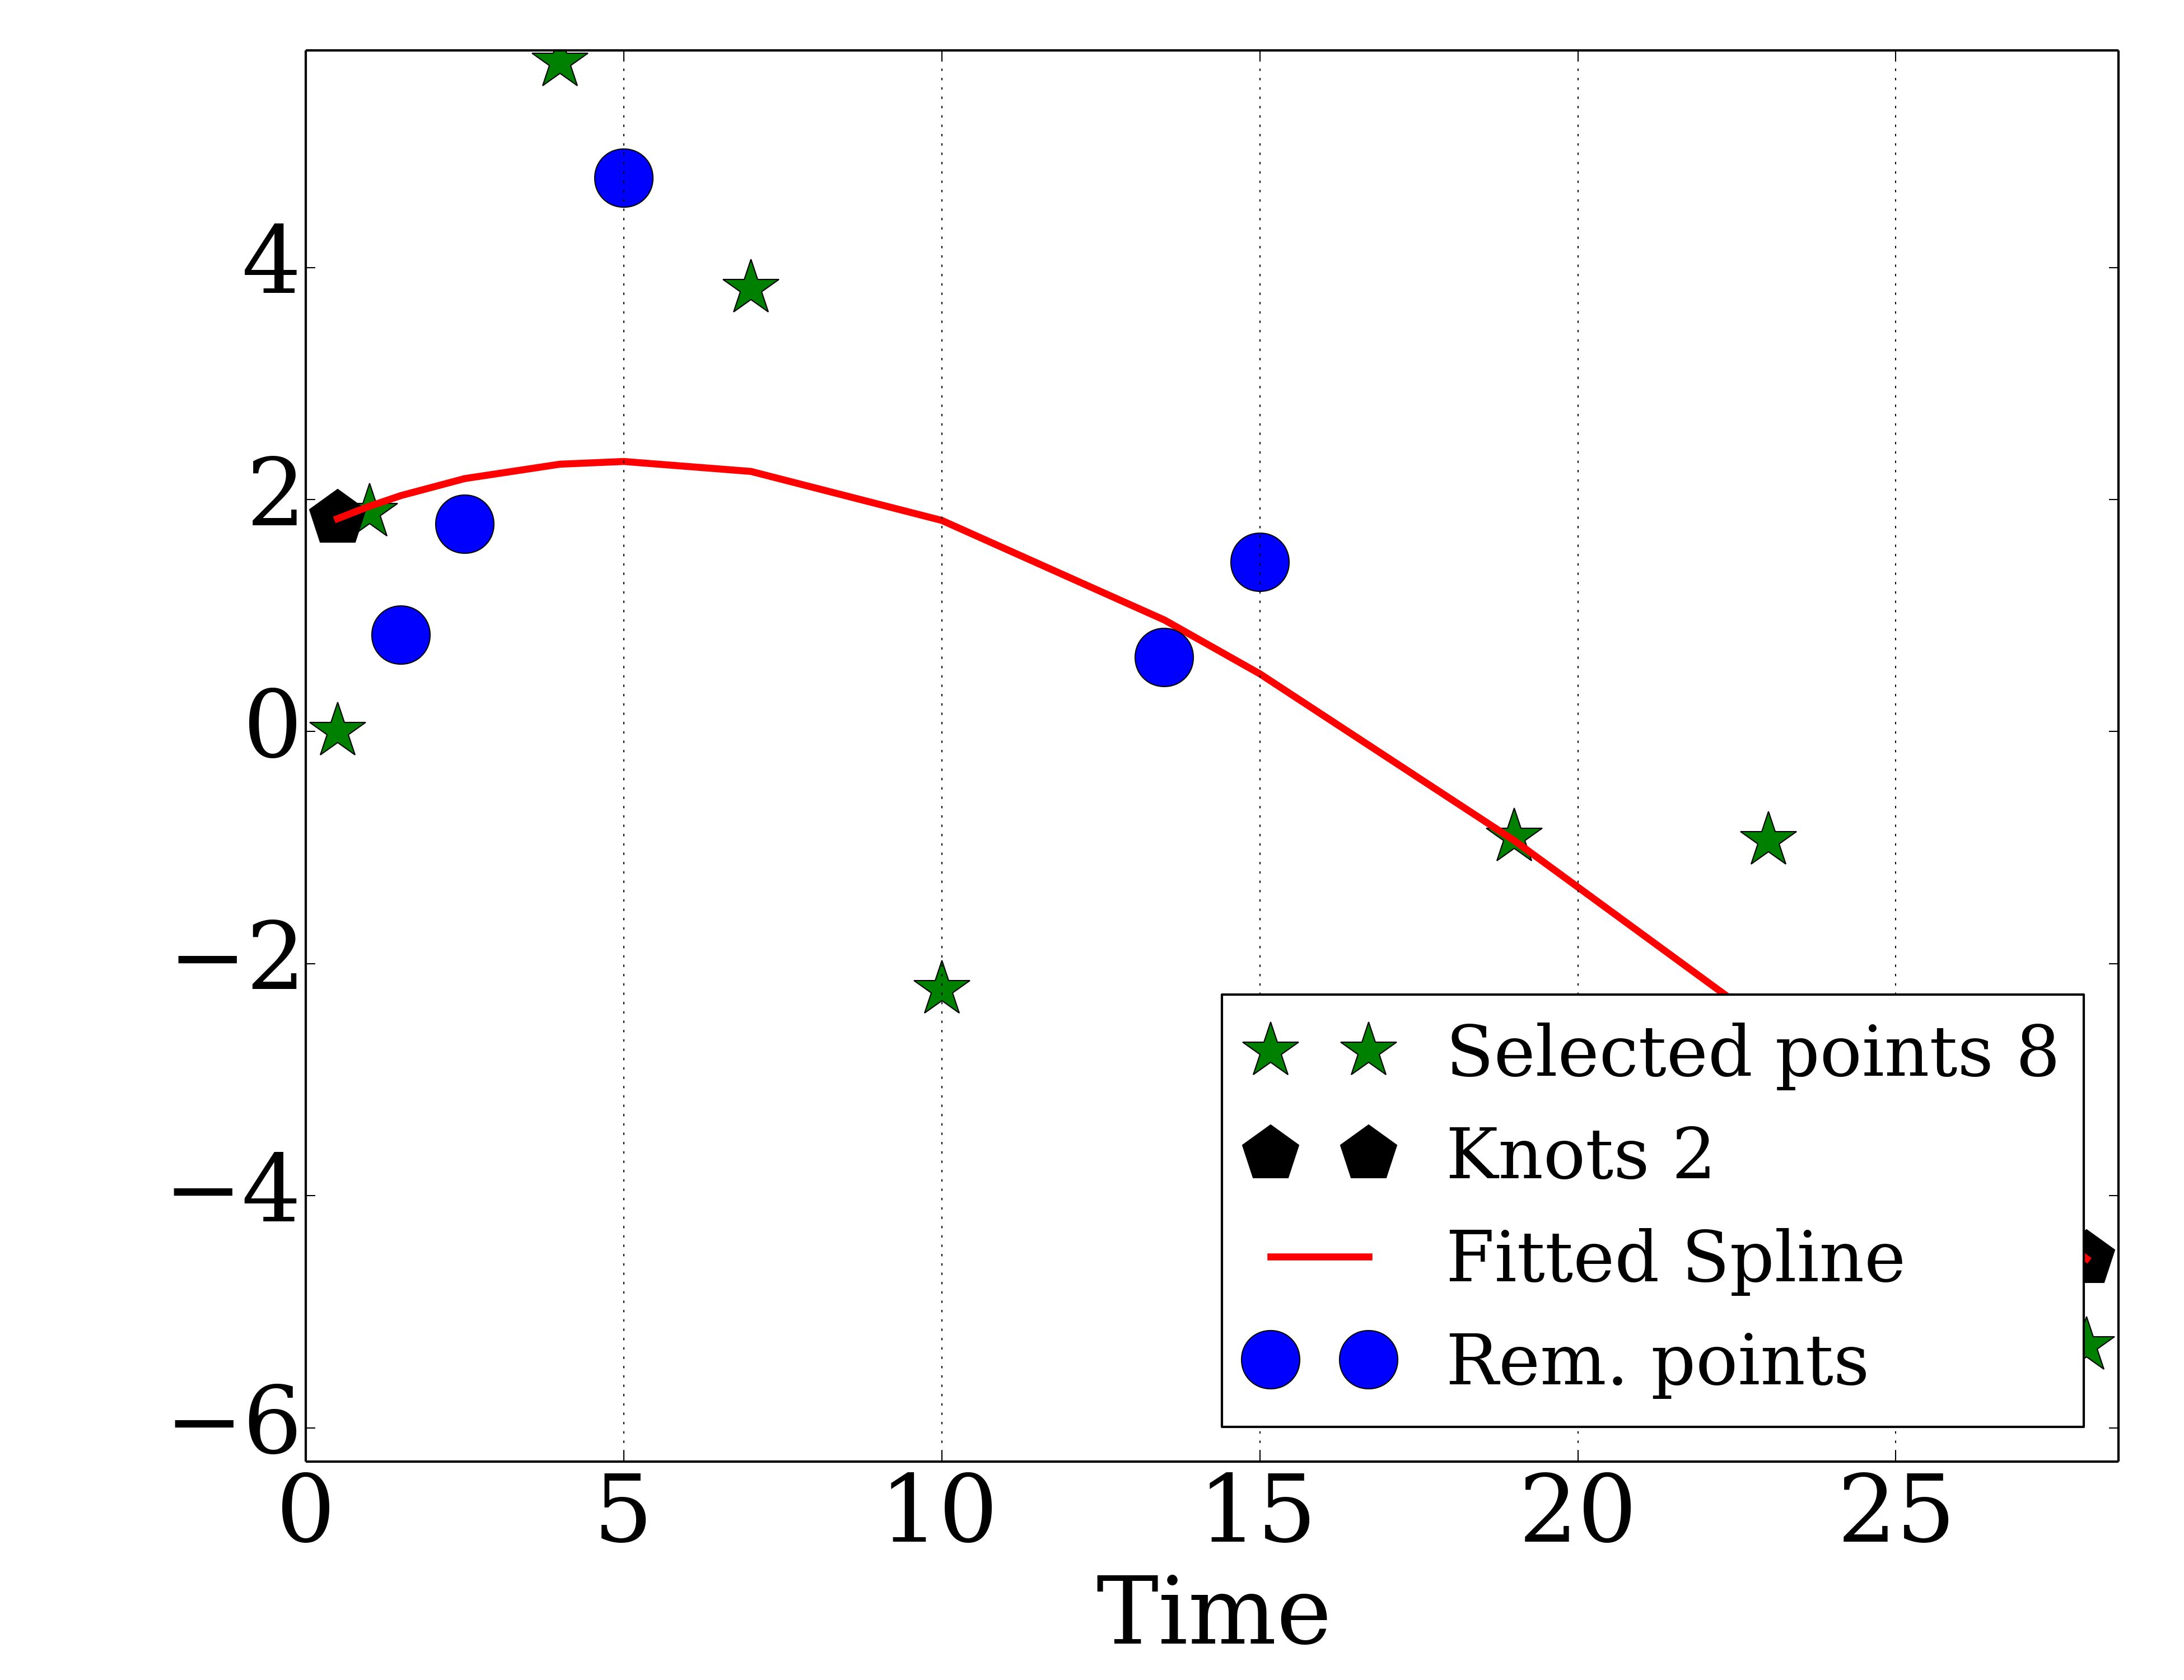 4
2
0
−2
−4
−6
0 5 10 15 20 25
Time
Selected points 8
Knots 2
Fitted Spline
Rem. points